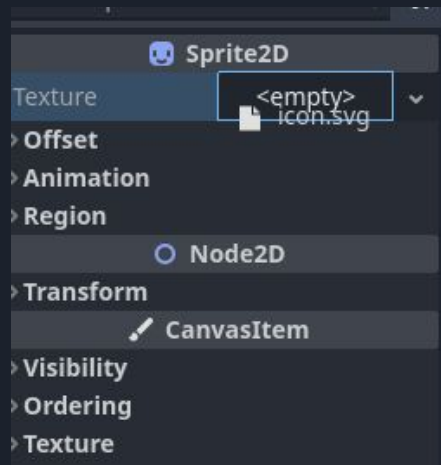 Sprite2D
Texture <empty>
icon.svg
Offset
Animation
Region
Node2D
Transform
CanvasItem
Visibility
Ordering
Texture